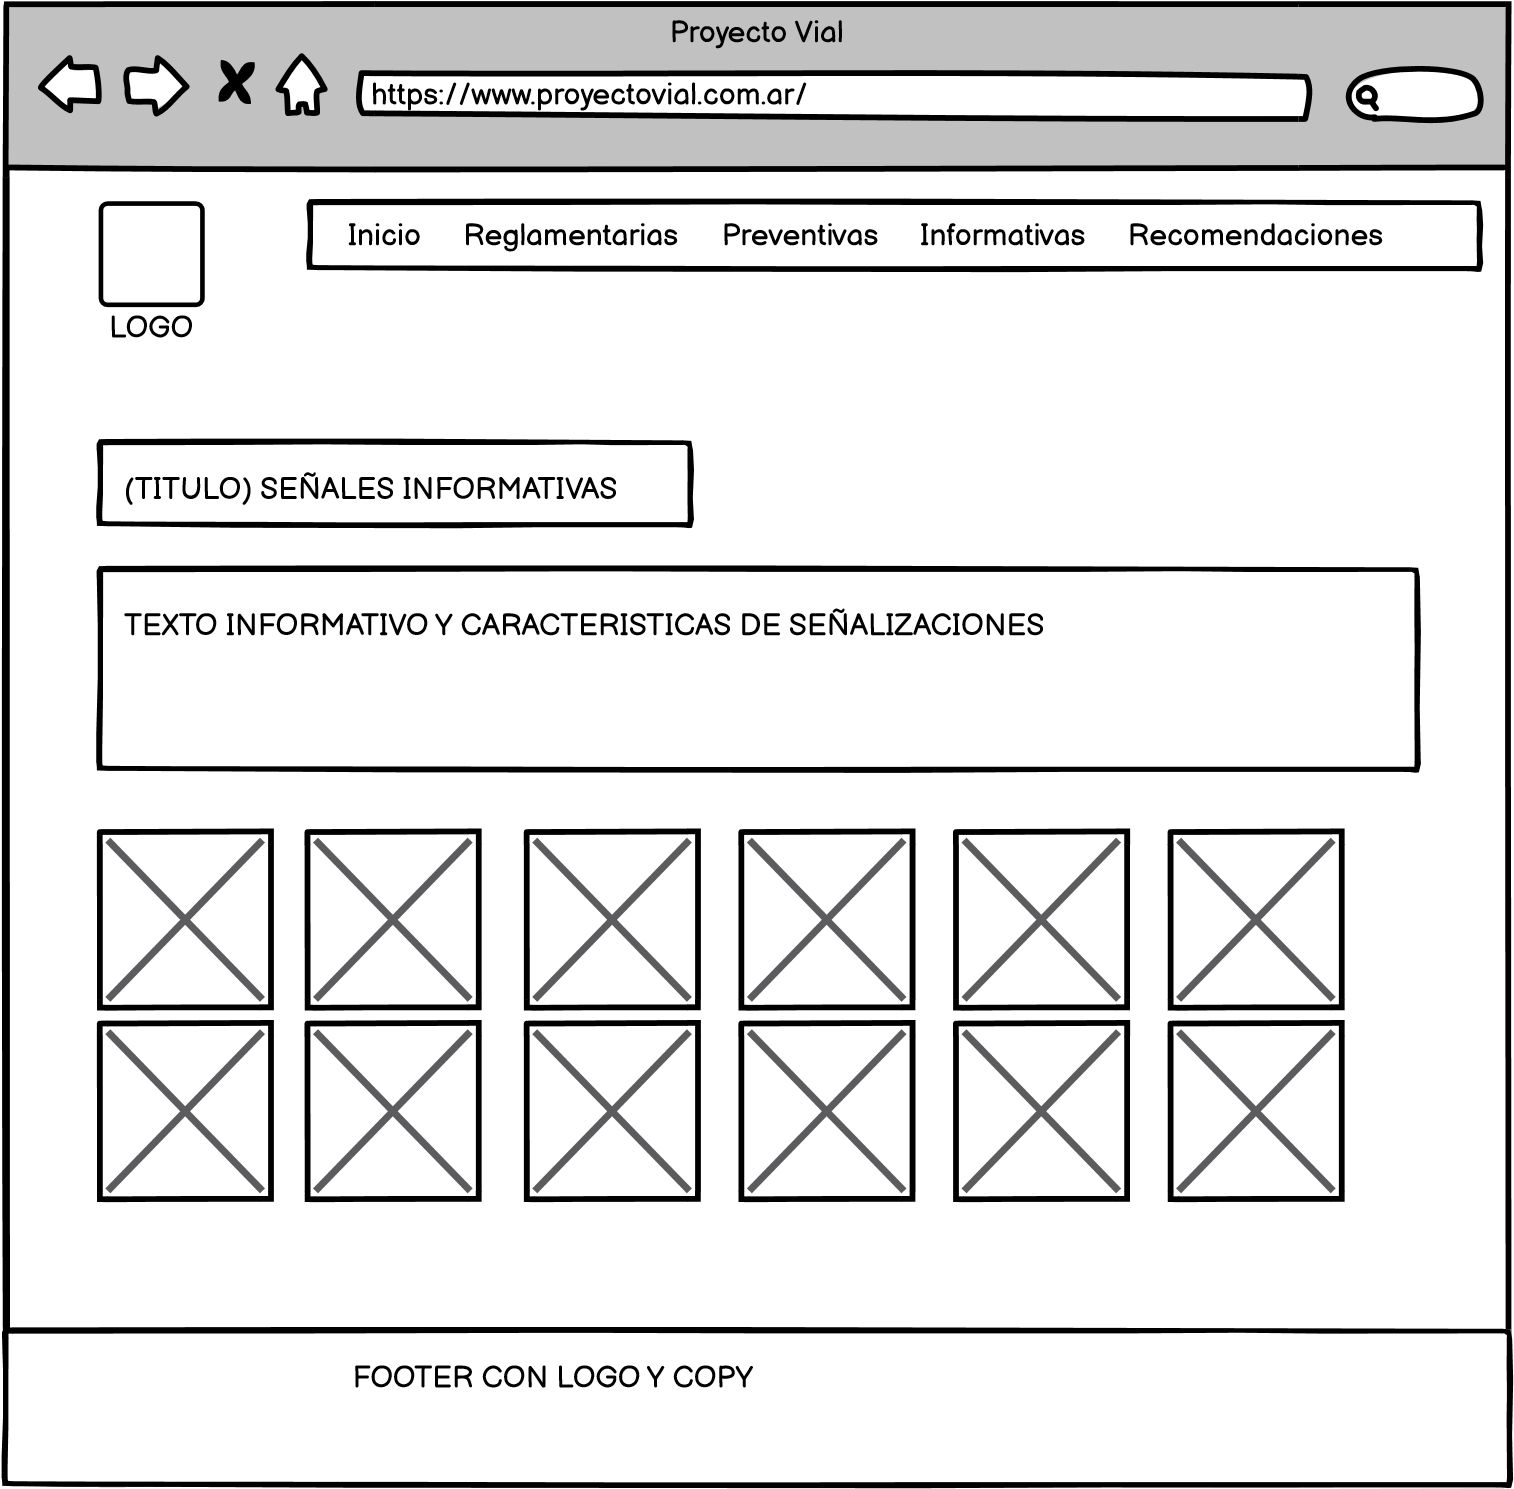 Proyecto Vial
https://www.proyectovial.com.ar/
Inicio Reglamentarias Preventivas Informativas Recomendaciones
LOGO
(TITULO) SEÑALES INFORMATIVAS
TEXTO INFORMATIVO Y CARACTERISTICAS DE SEÑALIZACIONES
FOOTER CON LOGO Y COPY